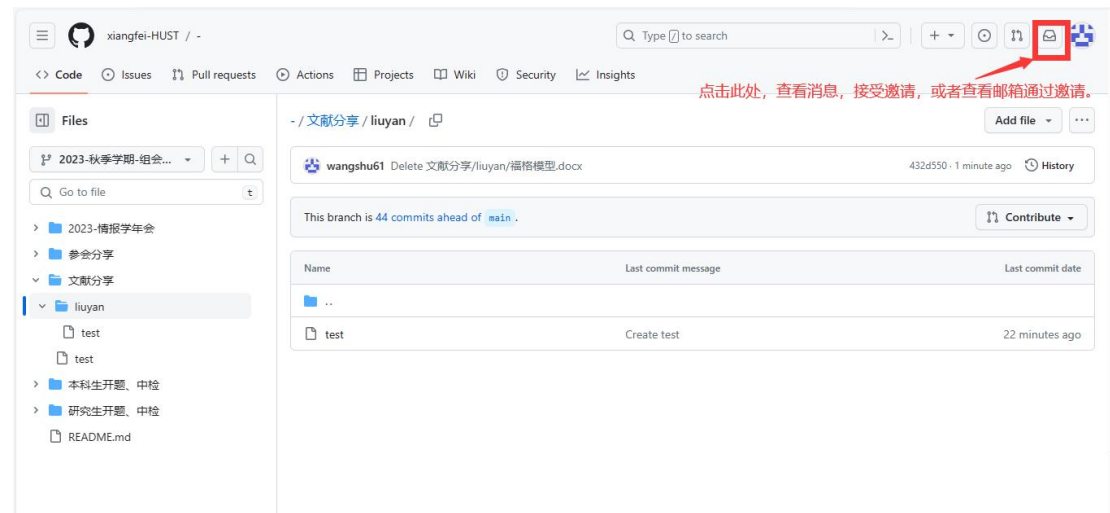 xiangfei-HUST / -
Type / to search
Code Issues Pull requests Actions Projects Wiki Security Insights
点击此处，查看消息，接受邀请，或者查看邮箱通过邀请。
Files
- / 文献分享 / liuyan /
Add file
2023-秋季学期-组会...
wangshu61 Delete 文献分享/liuyan/福格模型.docx
432d550 · 1 minute ago History
Go to file t
This branch is 44 commits ahead of main .
Contribute
2023-情报学年会
参会分享
文献分享
liuyan
test
test
本科生开题、中检
研究生开题、中检
README.md
Name Last commit message Last commit date
..
test Create test 22 minutes ago